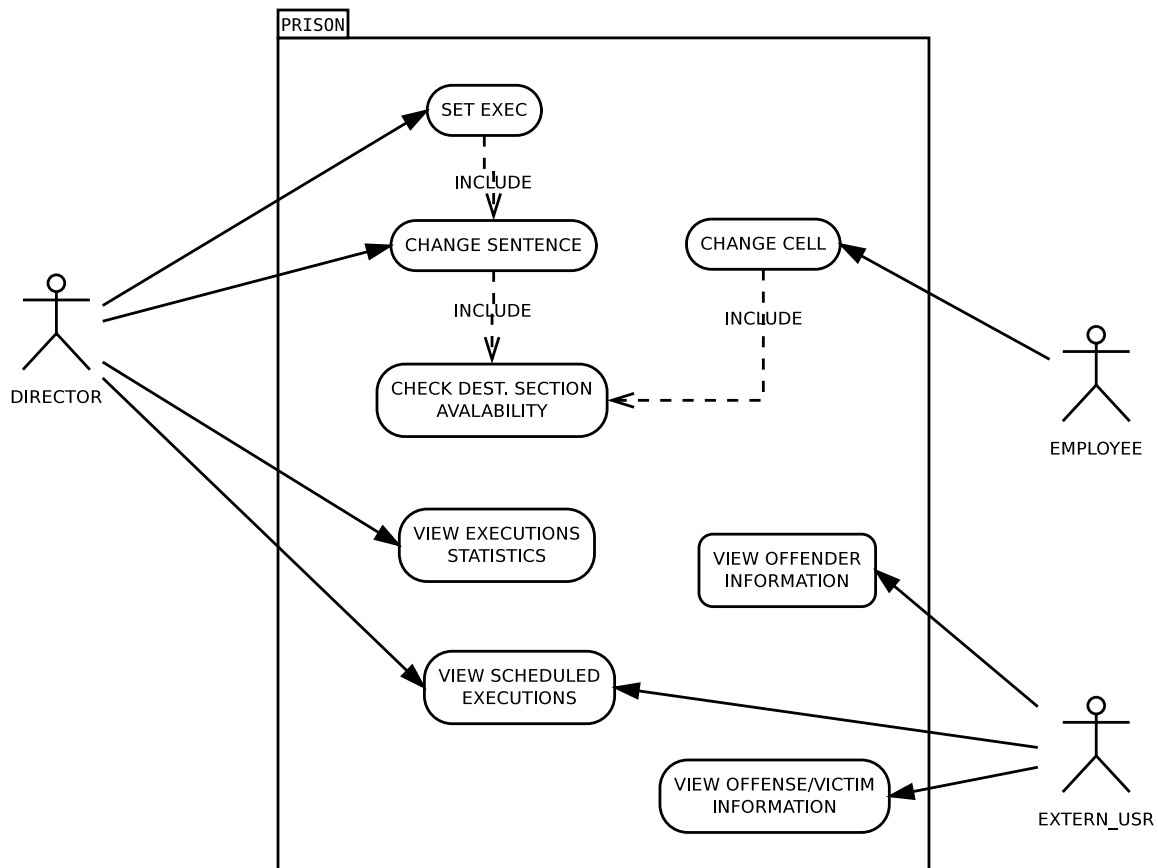 PRISON
SET EXEC
INCLUDE
CHANGE SENTENCE
CHANGE CELL
INCLUDE
INCLUDE
DIRECTOR
CHECK DEST. SECTION
AVALABILITY
EMPLOYEE
VIEW EXECUTIONS
STATISTICS
VIEW OFFENDER
INFORMATION
VIEW SCHEDULED
EXECUTIONS
VIEW OFFENSE/VICTIM
INFORMATION
EXTERN_USR